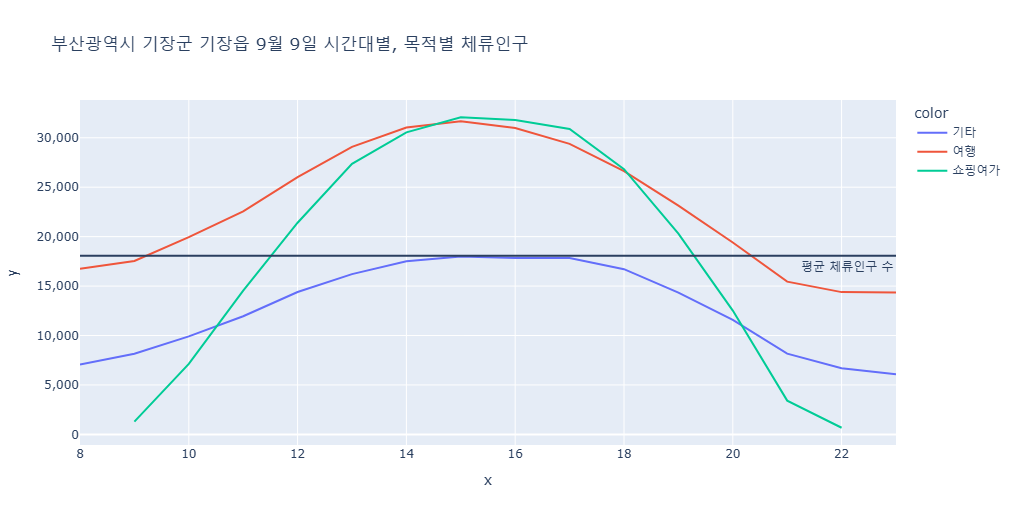 부산광역시 기장군 기장읍 9월 9일 시간대별, 목적별 체류인구
color
기타
여행
쇼핑여가
30,000
25,000
20,000
15,000
10,000
5,000
0
y
평균 체류인구 수
8
10
12
14
16
18
20
22
x